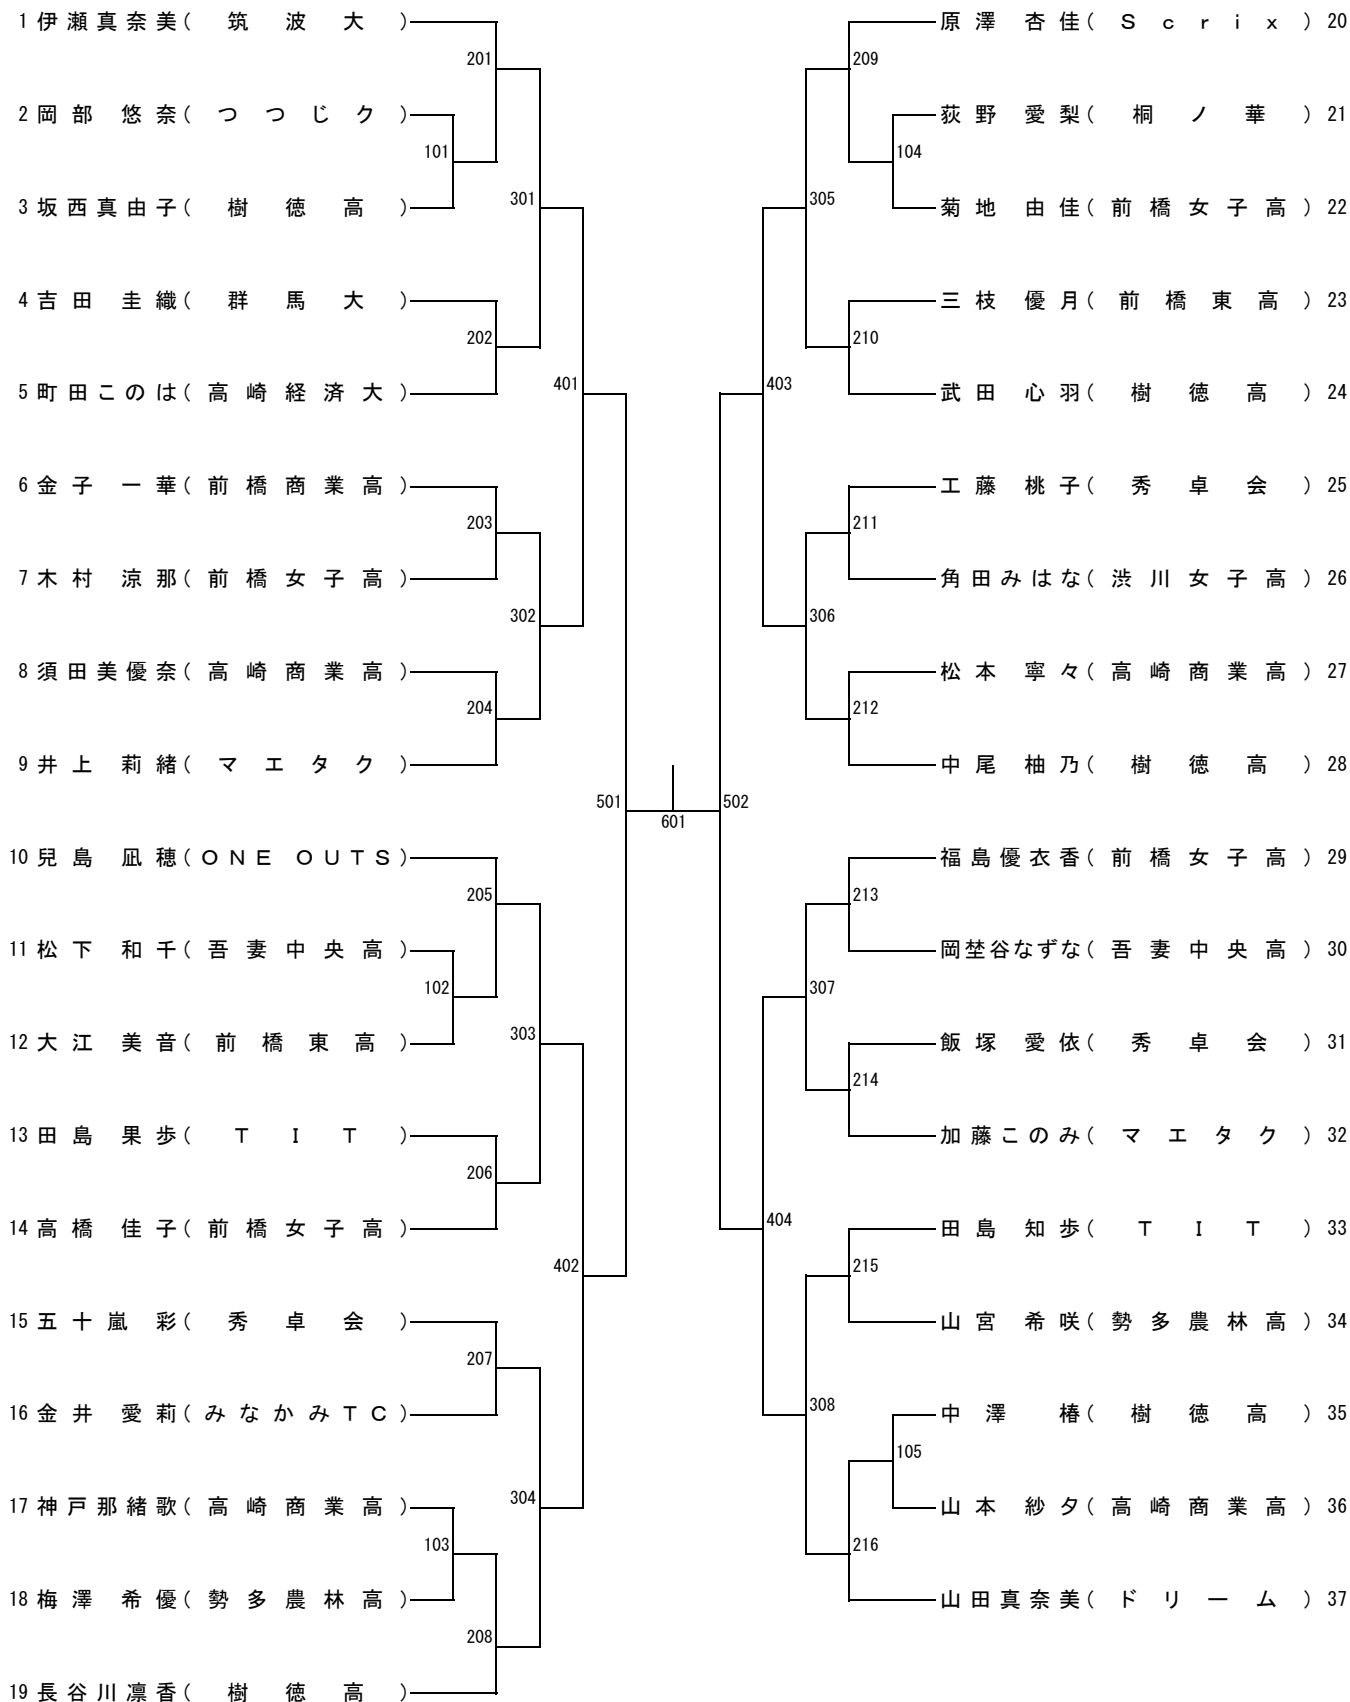 1 伊瀬真奈美(筑波大)
201
2 岡部悠奈(つつじク)
101
3 坂西真由子(樹徳高)
301
4 吉田圭織(群馬大)
202
5 町田このは(高崎経済大)
401
6 金子一華(前橋商業高)
203
7 木村涼那(前橋女子高)
302
8 須田美優奈(高崎商業高)
204
9 井上莉緒(マエタク)
501
10 兒島凪穂(ONE OUTS)
205
11 松下和千(吾妻中央高)
102
12 大江美音(前橋東高)
303
13 田島果歩(TIT)
206
14 高橋佳子(前橋女子高)
402
15 五十嵐彩(秀卓会)
207
16 金井愛莉(みなかみTC)
304
17 神戸那緒歌(高崎商業高)
103
18 梅澤希優(勢多農林高)
208
19 長谷川凛香(樹徳高)
601
原澤杏佳(Scrix) 20
209
荻野愛梨(桐ノ華) 21
104
菊地由佳(前橋女子高) 22
305
三枝優月(前橋東高) 23
210
武田心羽(樹徳高) 24
403
工藤桃子(秀卓会) 25
211
角田みはな(渋川女子高) 26
306
松本寧々(高崎商業高) 27
212
中尾柚乃(樹徳高) 28
502
福島優衣香(前橋女子高) 29
213
岡埜谷なずな(吾妻中央高) 30
307
飯塚愛依(秀卓会) 31
214
加藤このみ(マエタク) 32
404
田島知歩(TIT) 33
215
山宮希咲(勢多農林高) 34
308
中澤椿(樹徳高) 35
105
山本紗夕(高崎商業高) 36
216
山田真奈美(ドリーム) 37